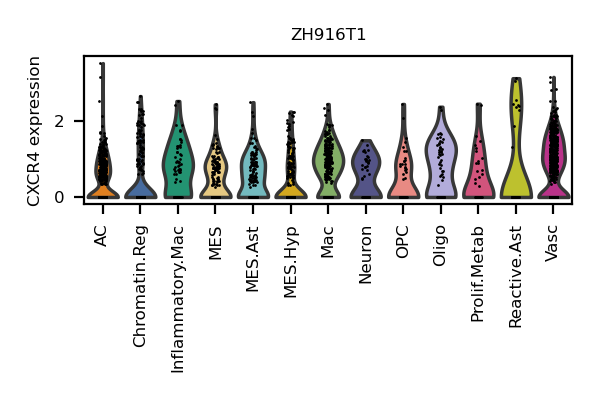 ZH916T1
CXCR4 expression
2
0
AC
Chromatin.Reg
Inflammatory.Mac
MES
MES.Ast
MES.Hyp
Mac
Neuron
OPC
Oligo
Prolif.Metab
Reactive.Ast
Vasc